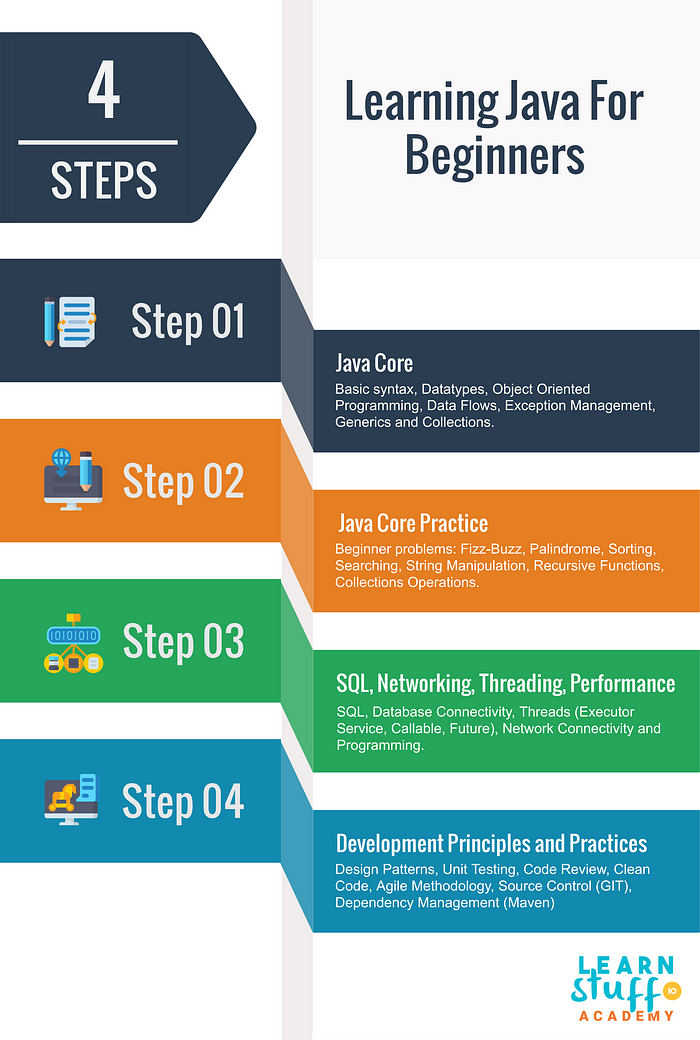 4
STEPS
Learning Java For
Beginners
Step 01
Java Core
Basic syntax, Datatypes, Object Oriented
Programming, Data Flows, Exception Management,
Generics and Collections.
Step 02
Java Core Practice
Beginner problems: Fizz-Buzz, Palindrome, Sorting,
Searching, String Manipulation, Recursive Functions,
Collections Operations.
Step 03
1010101010
SQL, Networking, Threading, Performance
SQL, Database Connectivity, Threads (Executor
Service, Callable, Future), Network Connectivity and
Programming.
Step 04
Development Principles and Practices
Design Patterns, Unit Testing, Code Review, Clean
Code, Agile Methodology, Source Control (GIT),
Dependency Management (Maven)
LEARN
stuff IO
ACADEMY